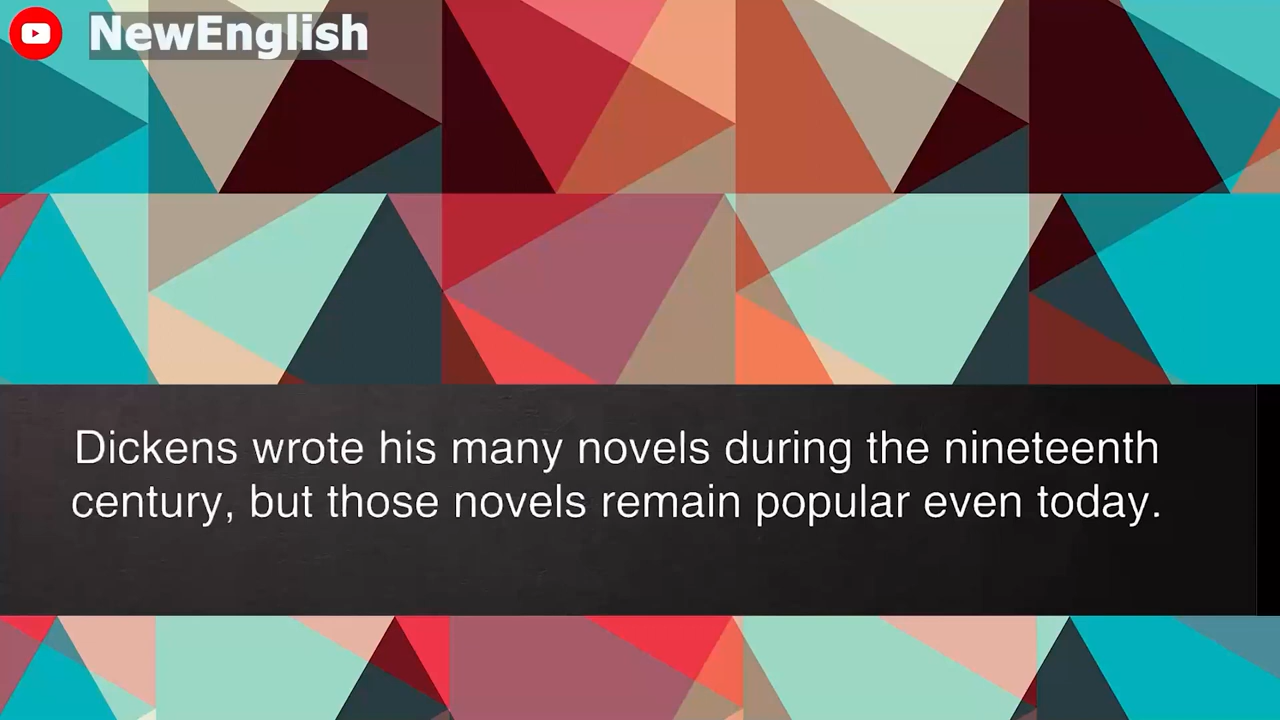 NewEnglish
Dickens wrote his many novels during the nineteenth
century, but those novels remain popular even today.